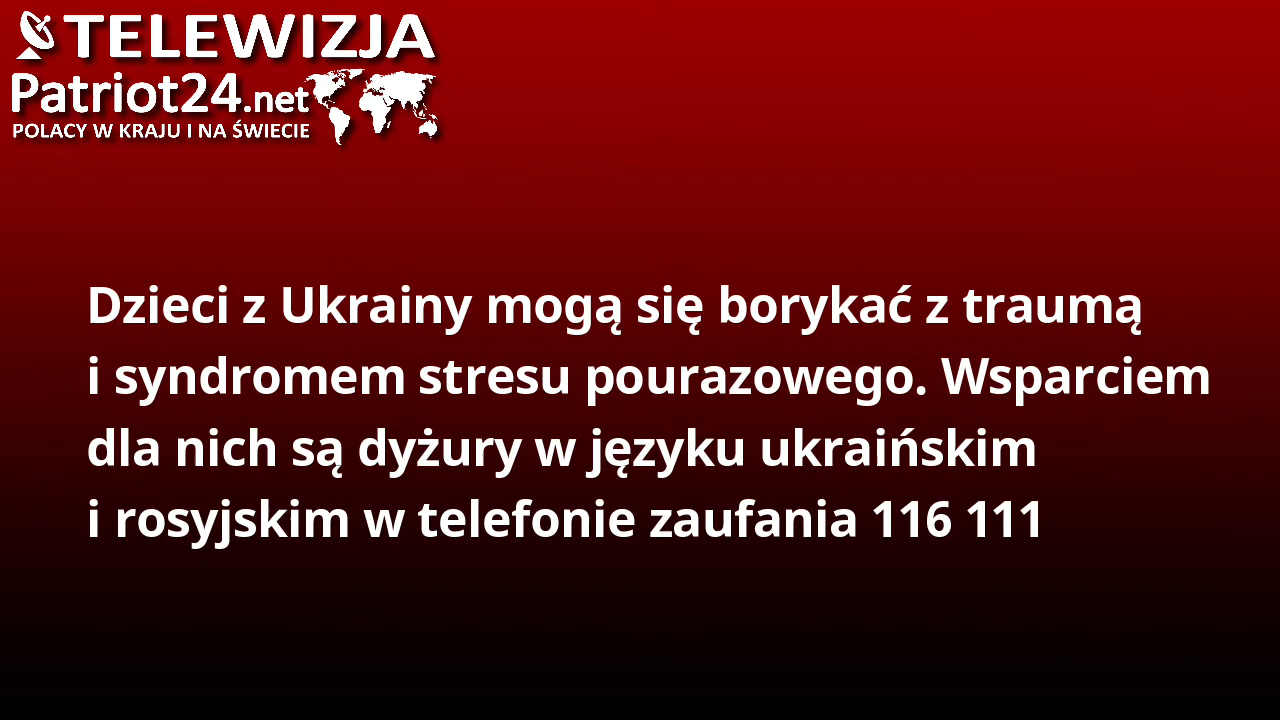 TELEWIZJA
Patriot24.net
POLACY W KRAJU I NA ŚWIECIE
Dzieci z Ukrainy mogą się borykać z traumą
i syndromem stresu pourazowego. Wsparciem
dla nich są dyżury w języku ukraińskim
i rosyjskim w telefonie zaufania 116 111